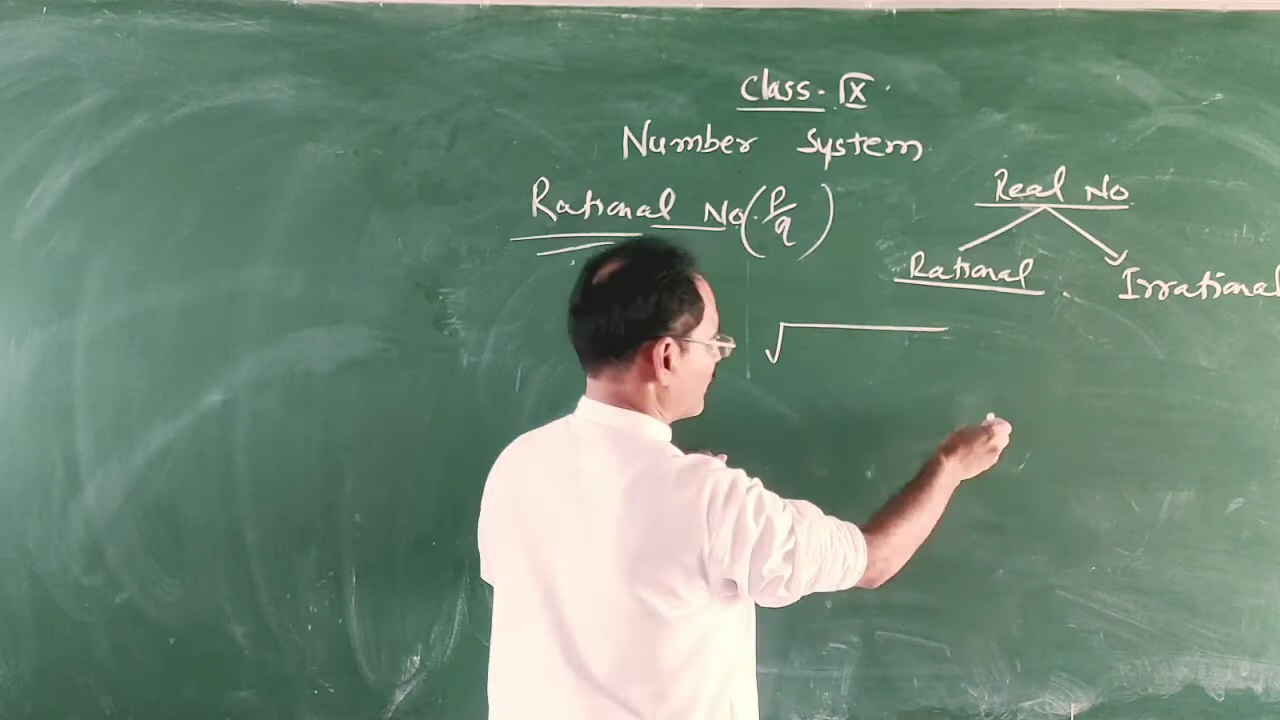 Class. IX
Number System
Rational No. (P/q)
Real No
Rational
Irrational
√